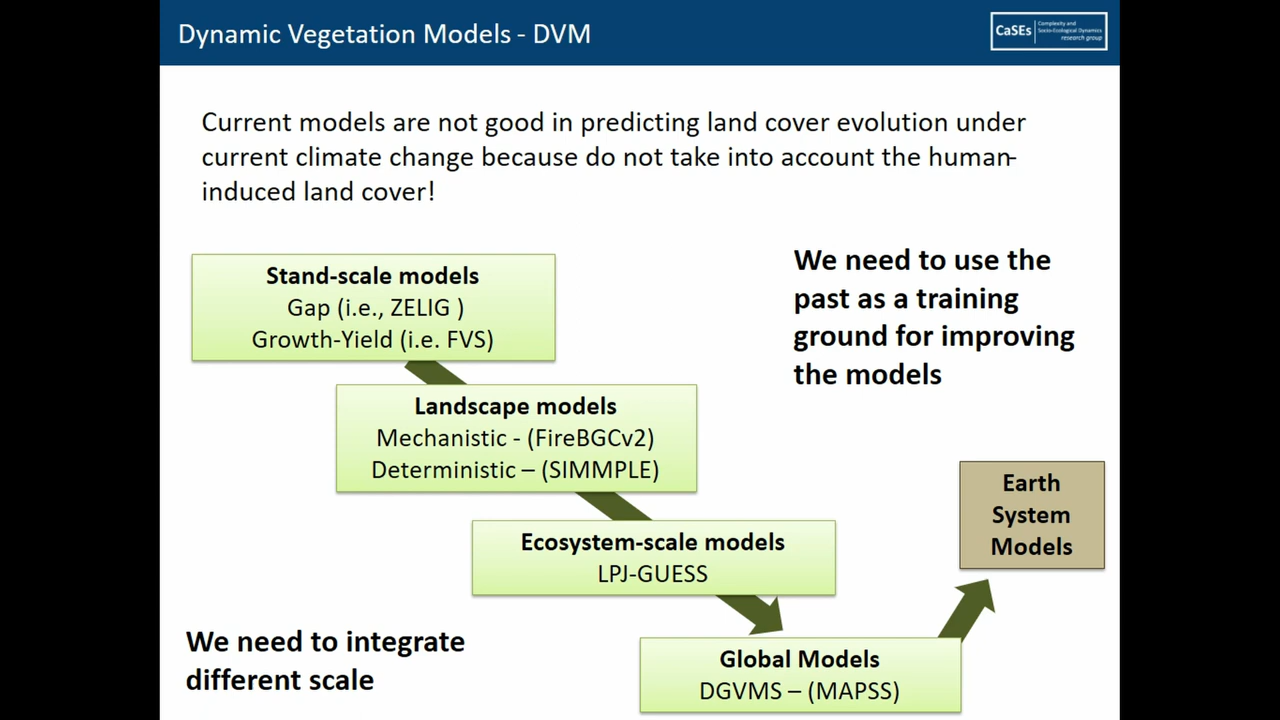 Dynamic Vegetation Models - DVM
CaSEs
Complexity and
Socio-Ecological Dynamics
research group
Current models are not good in predicting land cover evolution under
current climate change because do not take into account the human-
induced land cover!
Stand-scale models
Gap (i.e., ZELIG )
Growth-Yield (i.e. FVS)
We need to use the
past as a training
ground for improving
the models
Landscape models
Mechanistic - (FireBGCv2)
Deterministic – (SIMMPLE)
Earth
System
Models
Ecosystem-scale models
LPJ-GUESS
We need to integrate
different scale
Global Models
DGVMS – (MAPSS)